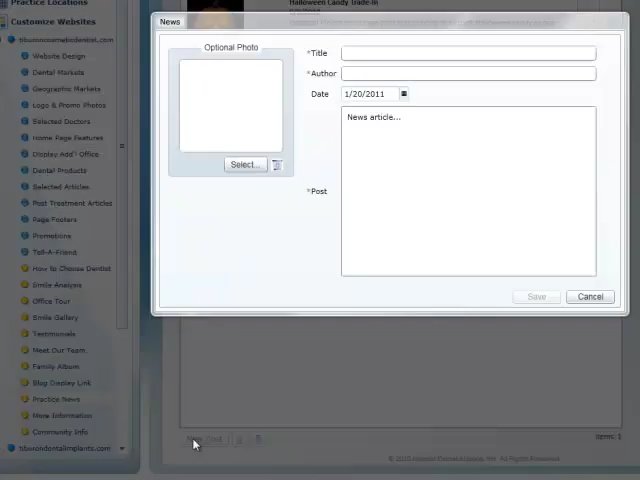 Practice Locations
Customize Websites
tiburoncosmeticdentist.com
Website Design
Dental Markets
Geographic Markets
Logo & Promo Photos
Selected Doctors
Home Page Features
Display Add'l Office
Dental Products
Selected Articles
Post Treatment Articles
Page Footers
Promotions
Tell-A-Friend
How to Choose Dentist
Smile Analysis
Office Tour
Smile Gallery
Testimonials
Meet Our Team
Family Album
Blog Display Link
Practice News
More Information
Community Info
tiburondentalimplants.com
Halloween Candy Trade-In
News
Optional Photo
Select...
*Title
*Author
Date
1/20/2011
*Post
News article...
Save
Cancel
Items: 1